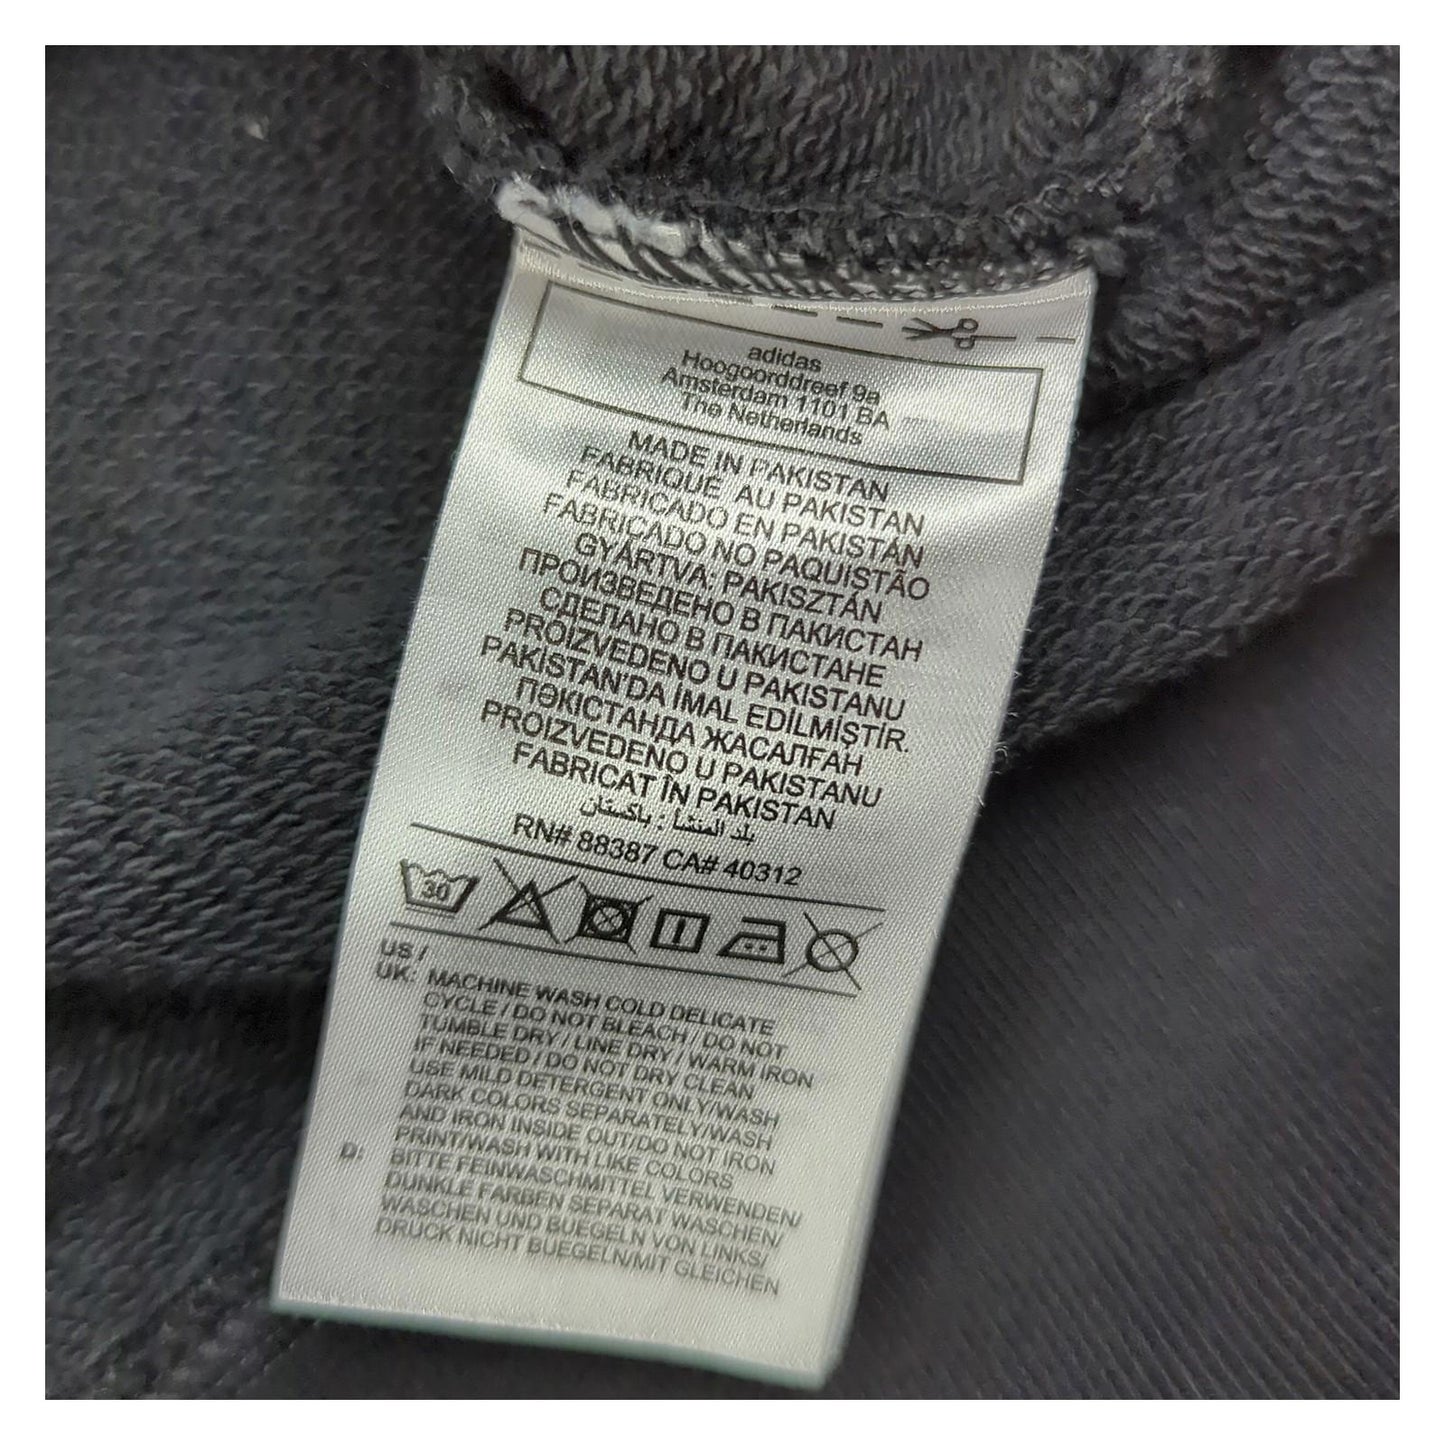 adidas
Hoogoorddreef 9a
Amsterdam 1101 BA
The Netherlands
MADE IN PAKISTAN
FABRIQUÉ AU PAKISTAN
FABRICADO EN PAKISTÁN
FABRICADO NO PAQUISTÃO
GYÁRTVA: PAKISZTÁN
ПРОИЗВЕДЕНО В ПАКИСТАН
СДЕЛАНО В ПАКИСТАНЕ
PROIZVEDENO U PAKISTANU
PAKISTAN'DA İMAL EDİLMİŞTİR.
ПӘКІСТАНДА ЖАСАЛҒАН
PROIZVEDENO U PAKISTANU
FABRICAT ÎN PAKISTAN
بلد المنشأ : باكستان
RN# 88387 CA# 40312
30
US /
UK: MACHINE WASH COLD DELICATE
CYCLE / DO NOT BLEACH / DO NOT
TUMBLE DRY / LINE DRY / WARM IRON
IF NEEDED / DO NOT DRY CLEAN
USE MILD DETERGENT ONLY/WASH
DARK COLORS SEPARATELY/WASH
AND IRON INSIDE OUT/DO NOT IRON
PRINT/WASH WITH LIKE COLORS
D: BITTE FEINWASCHMITTEL VERWENDEN/
DUNKLE FARBEN SEPARAT WASCHEN/
WASCHEN UND BUEGELN VON LINKS/
DRUCK NICHT BUEGELN/MIT GLEICHEN